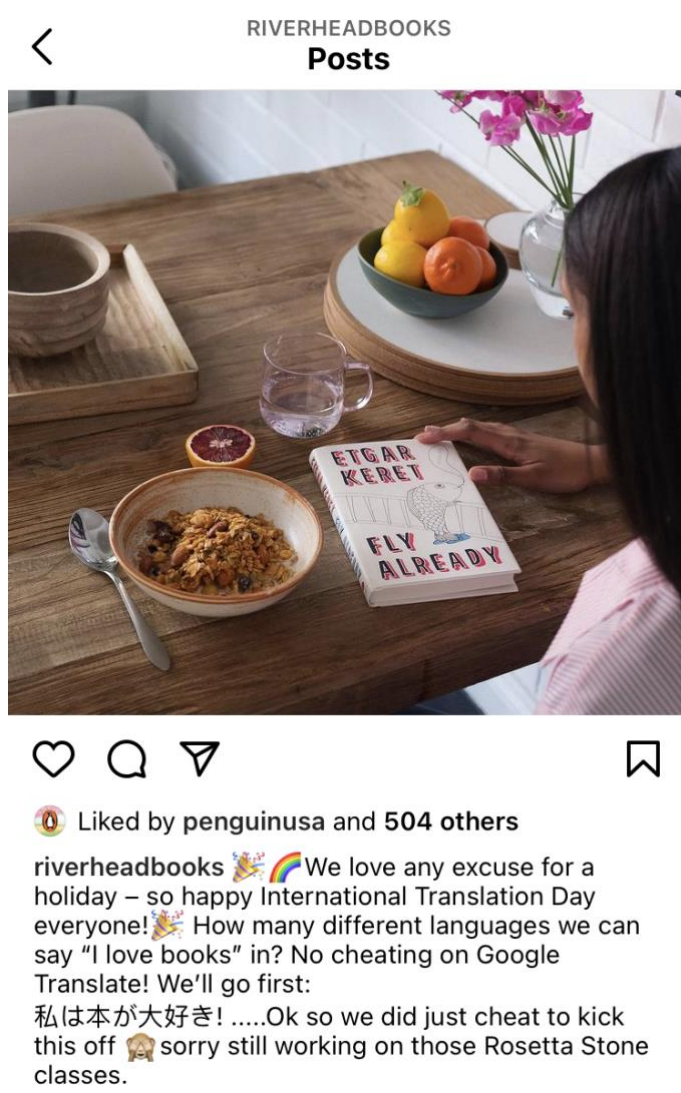 RIVERHEADBOOKS
Posts
ETGAR
KERET
FLY
ALREADY
Liked by penguinusa and 504 others
riverheadbooks 🎉🌈We love any excuse for a
holiday – so happy International Translation Day
everyone!🎉 How many different languages we can
say “I love books” in? No cheating on Google
Translate! We’ll go first:
私は本が大好き! .....Ok so we did just cheat to kick
this off 🙈sorry still working on those Rosetta Stone
classes.